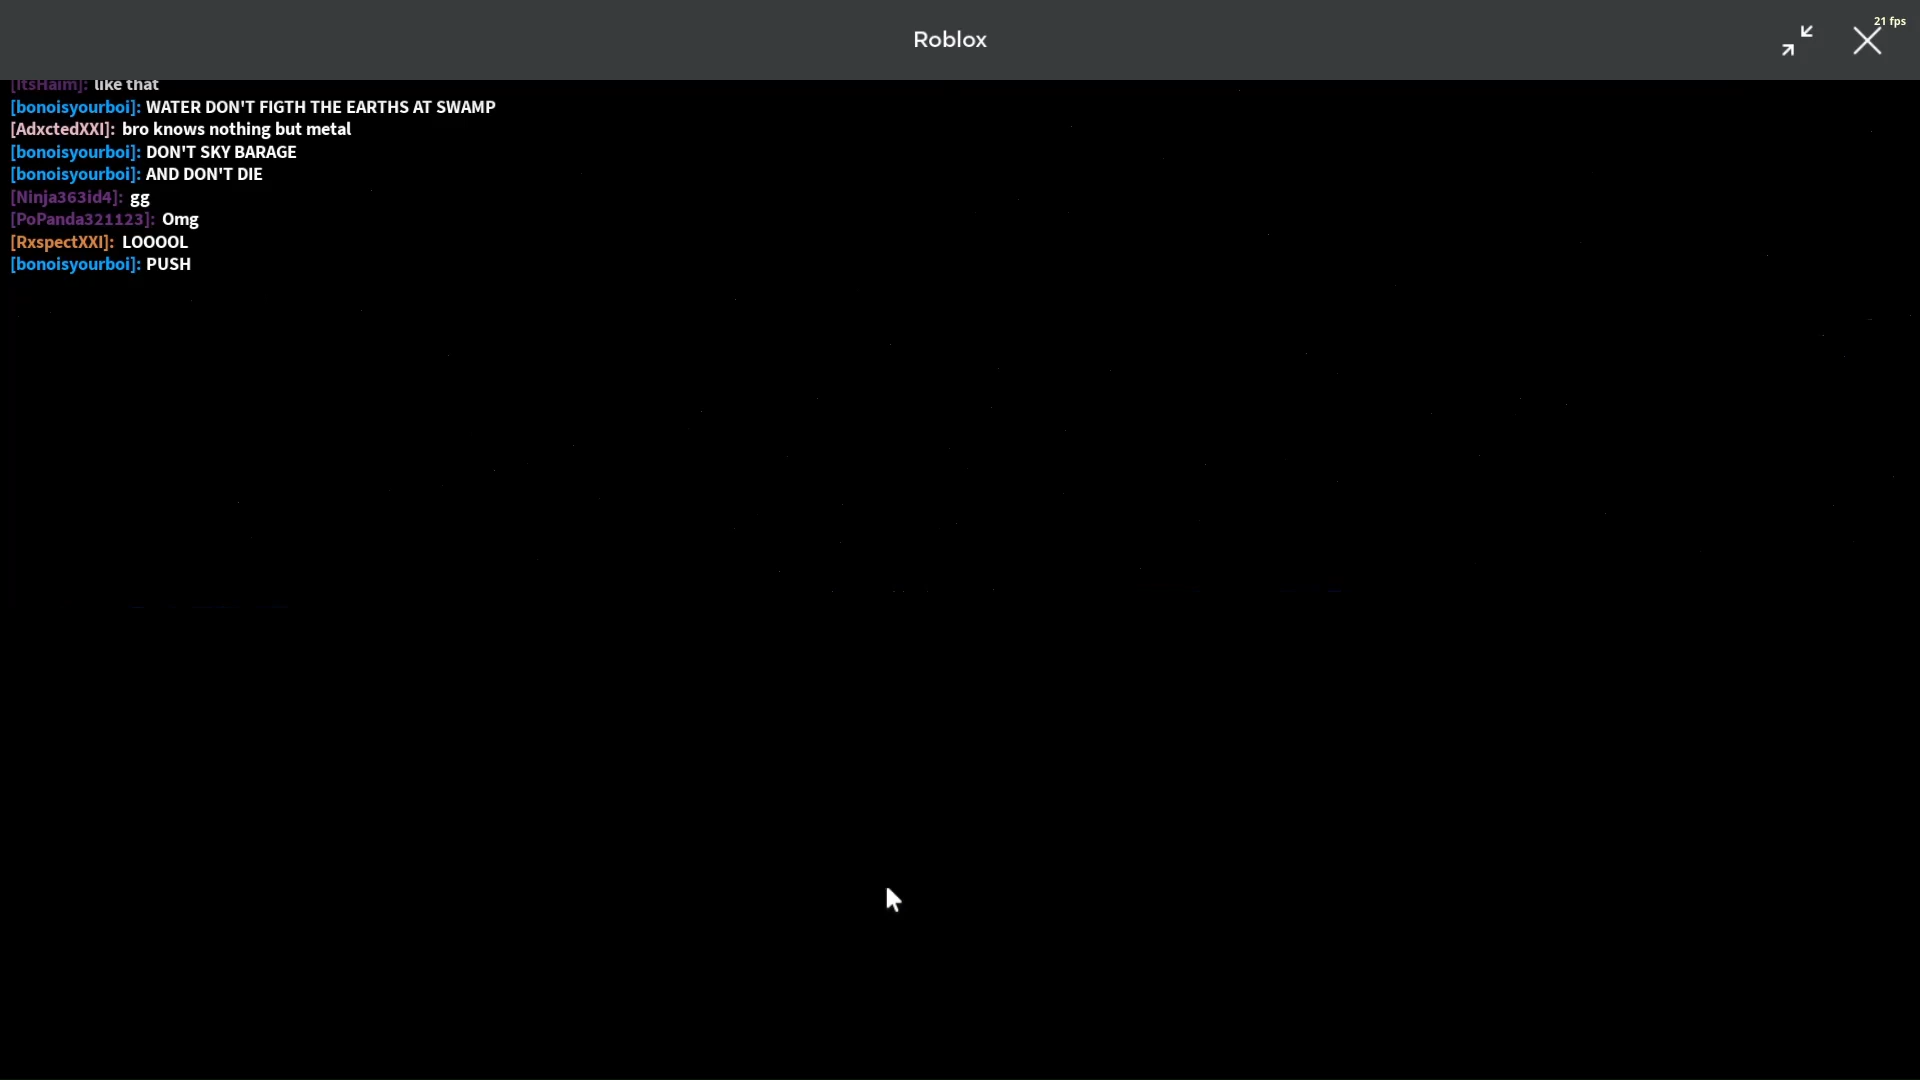 Roblox
21 fps
[ItsHaim]: like that
[bonoisyourboi]: WATER DON'T FIGTH THE EARTHS AT SWAMP
[AdxctedXXI]: bro knows nothing but metal
[bonoisyourboi]: DON'T SKY BARAGE
[bonoisyourboi]: AND DON'T DIE
[Ninja363id4]: gg
[PoPanda321123]: Omg
[RxspectXXI]: LOOOOL
[bonoisyourboi]: PUSH